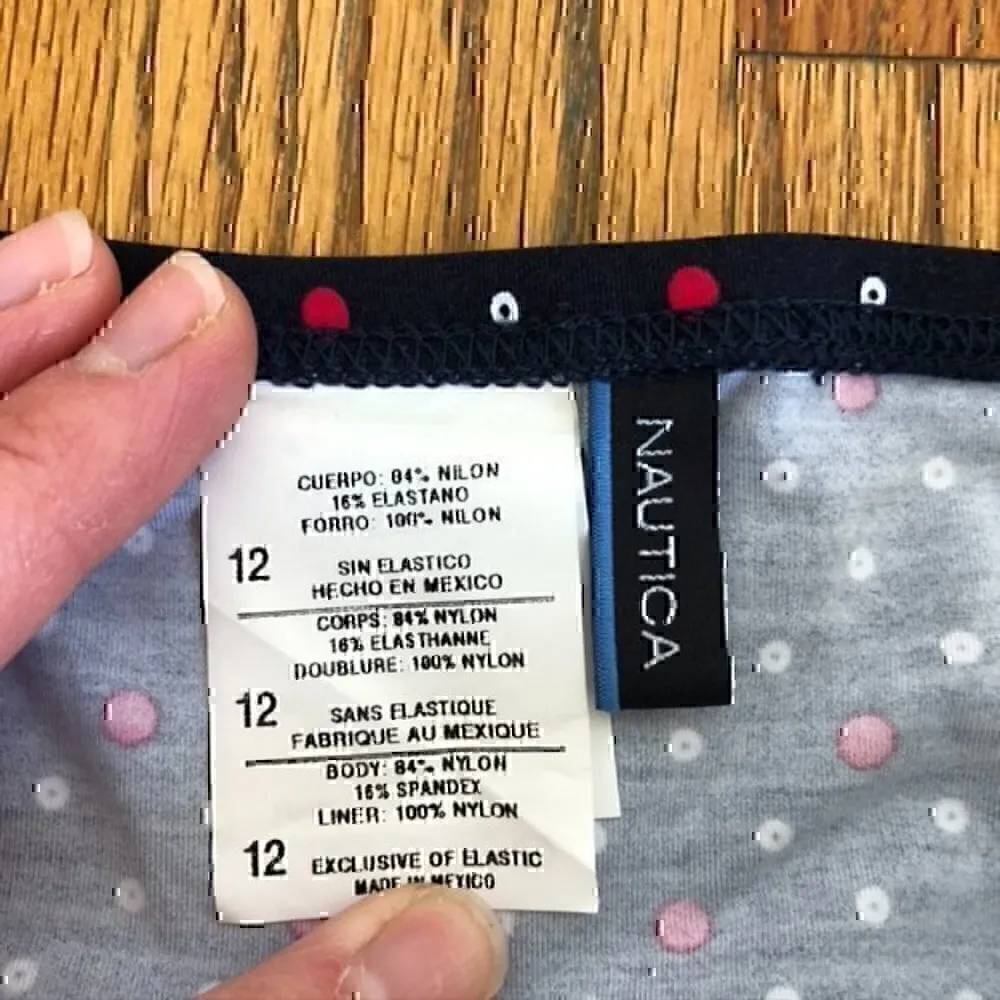 CUERPO: 84% NILON
16% ELASTANO
FORRO: 100% NILON
12
SIN ELASTICO
HECHO EN MEXICO
CORPS: 84% NYLON
16% ELASTHANNE
DOUBLURE: 100% NYLON
12
SANS ELASTIQUE
FABRIQUE AU MEXIQUE
BODY: 84% NYLON
16% SPANDEX
LINER: 100% NYLON
12
EXCLUSIVE OF ELASTIC
MADE IN MEXICO
NAUTICA